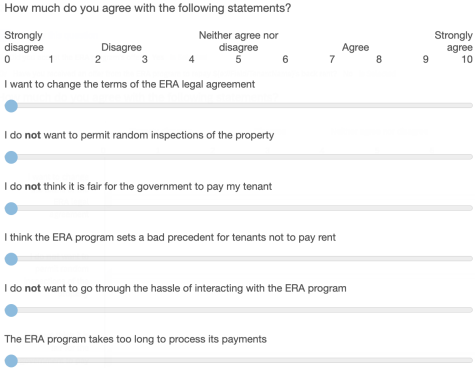 How much do you agree with the following statements?
Strongly disagree Disagree Neither agree nor disagree Agree Strongly agree
0 1 2 3 4 5 6 7 8 9 10
I want to change the terms of the ERA legal agreement
I do not want to permit random inspections of the property
I do not think it is fair for the government to pay my tenant
I think the ERA program sets a bad precedent for tenants not to pay rent
I do not want to go through the hassle of interacting with the ERA program
The ERA program takes too long to process its payments